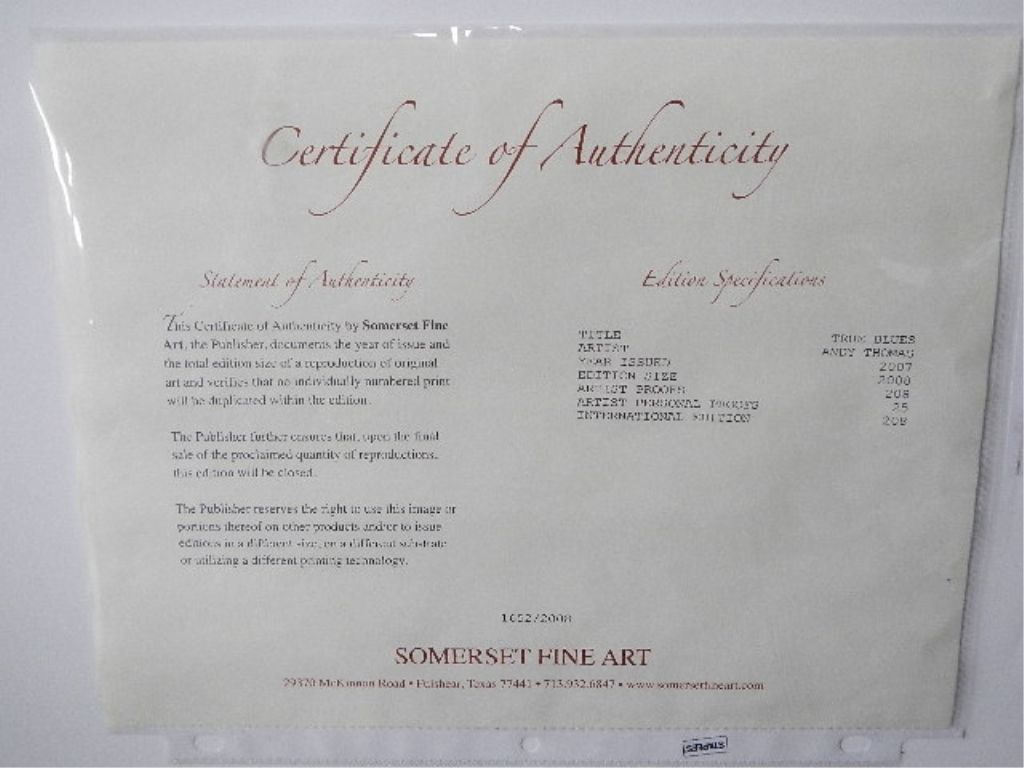 Certificate of Authenticity
Statement of Authenticity
This Certificate of Authenticity by Somerset Fine
Art, the Publisher, documents the year of issue and
the total edition size of a reproduction of original
art and verifies that no individually numbered print
will be duplicated within the edition.
The Publisher further ensures that, upon the final
sale of the proclaimed quantity of reproductions,
this edition will be closed.
The Publisher reserves the right to use this image or
portions thereof on other products and/or to issue
editions in a different size, on a different substrate
or utilizing a different printing technology.
Edition Specifications
TITLE TRUE BLUES
ARTIST ANDY THOMAS
YEAR ISSUED 2007
EDITION SIZE
ARTIST PROOFS
ARTIST PERSONAL PROOFS 25
INTERNATIONAL EDITION
SOMERSET FINE ART
29370 McKinnon Road • Fulshear, Texas 77441 • 713.932.6847 • www.somersetfineart.com
STAPLES